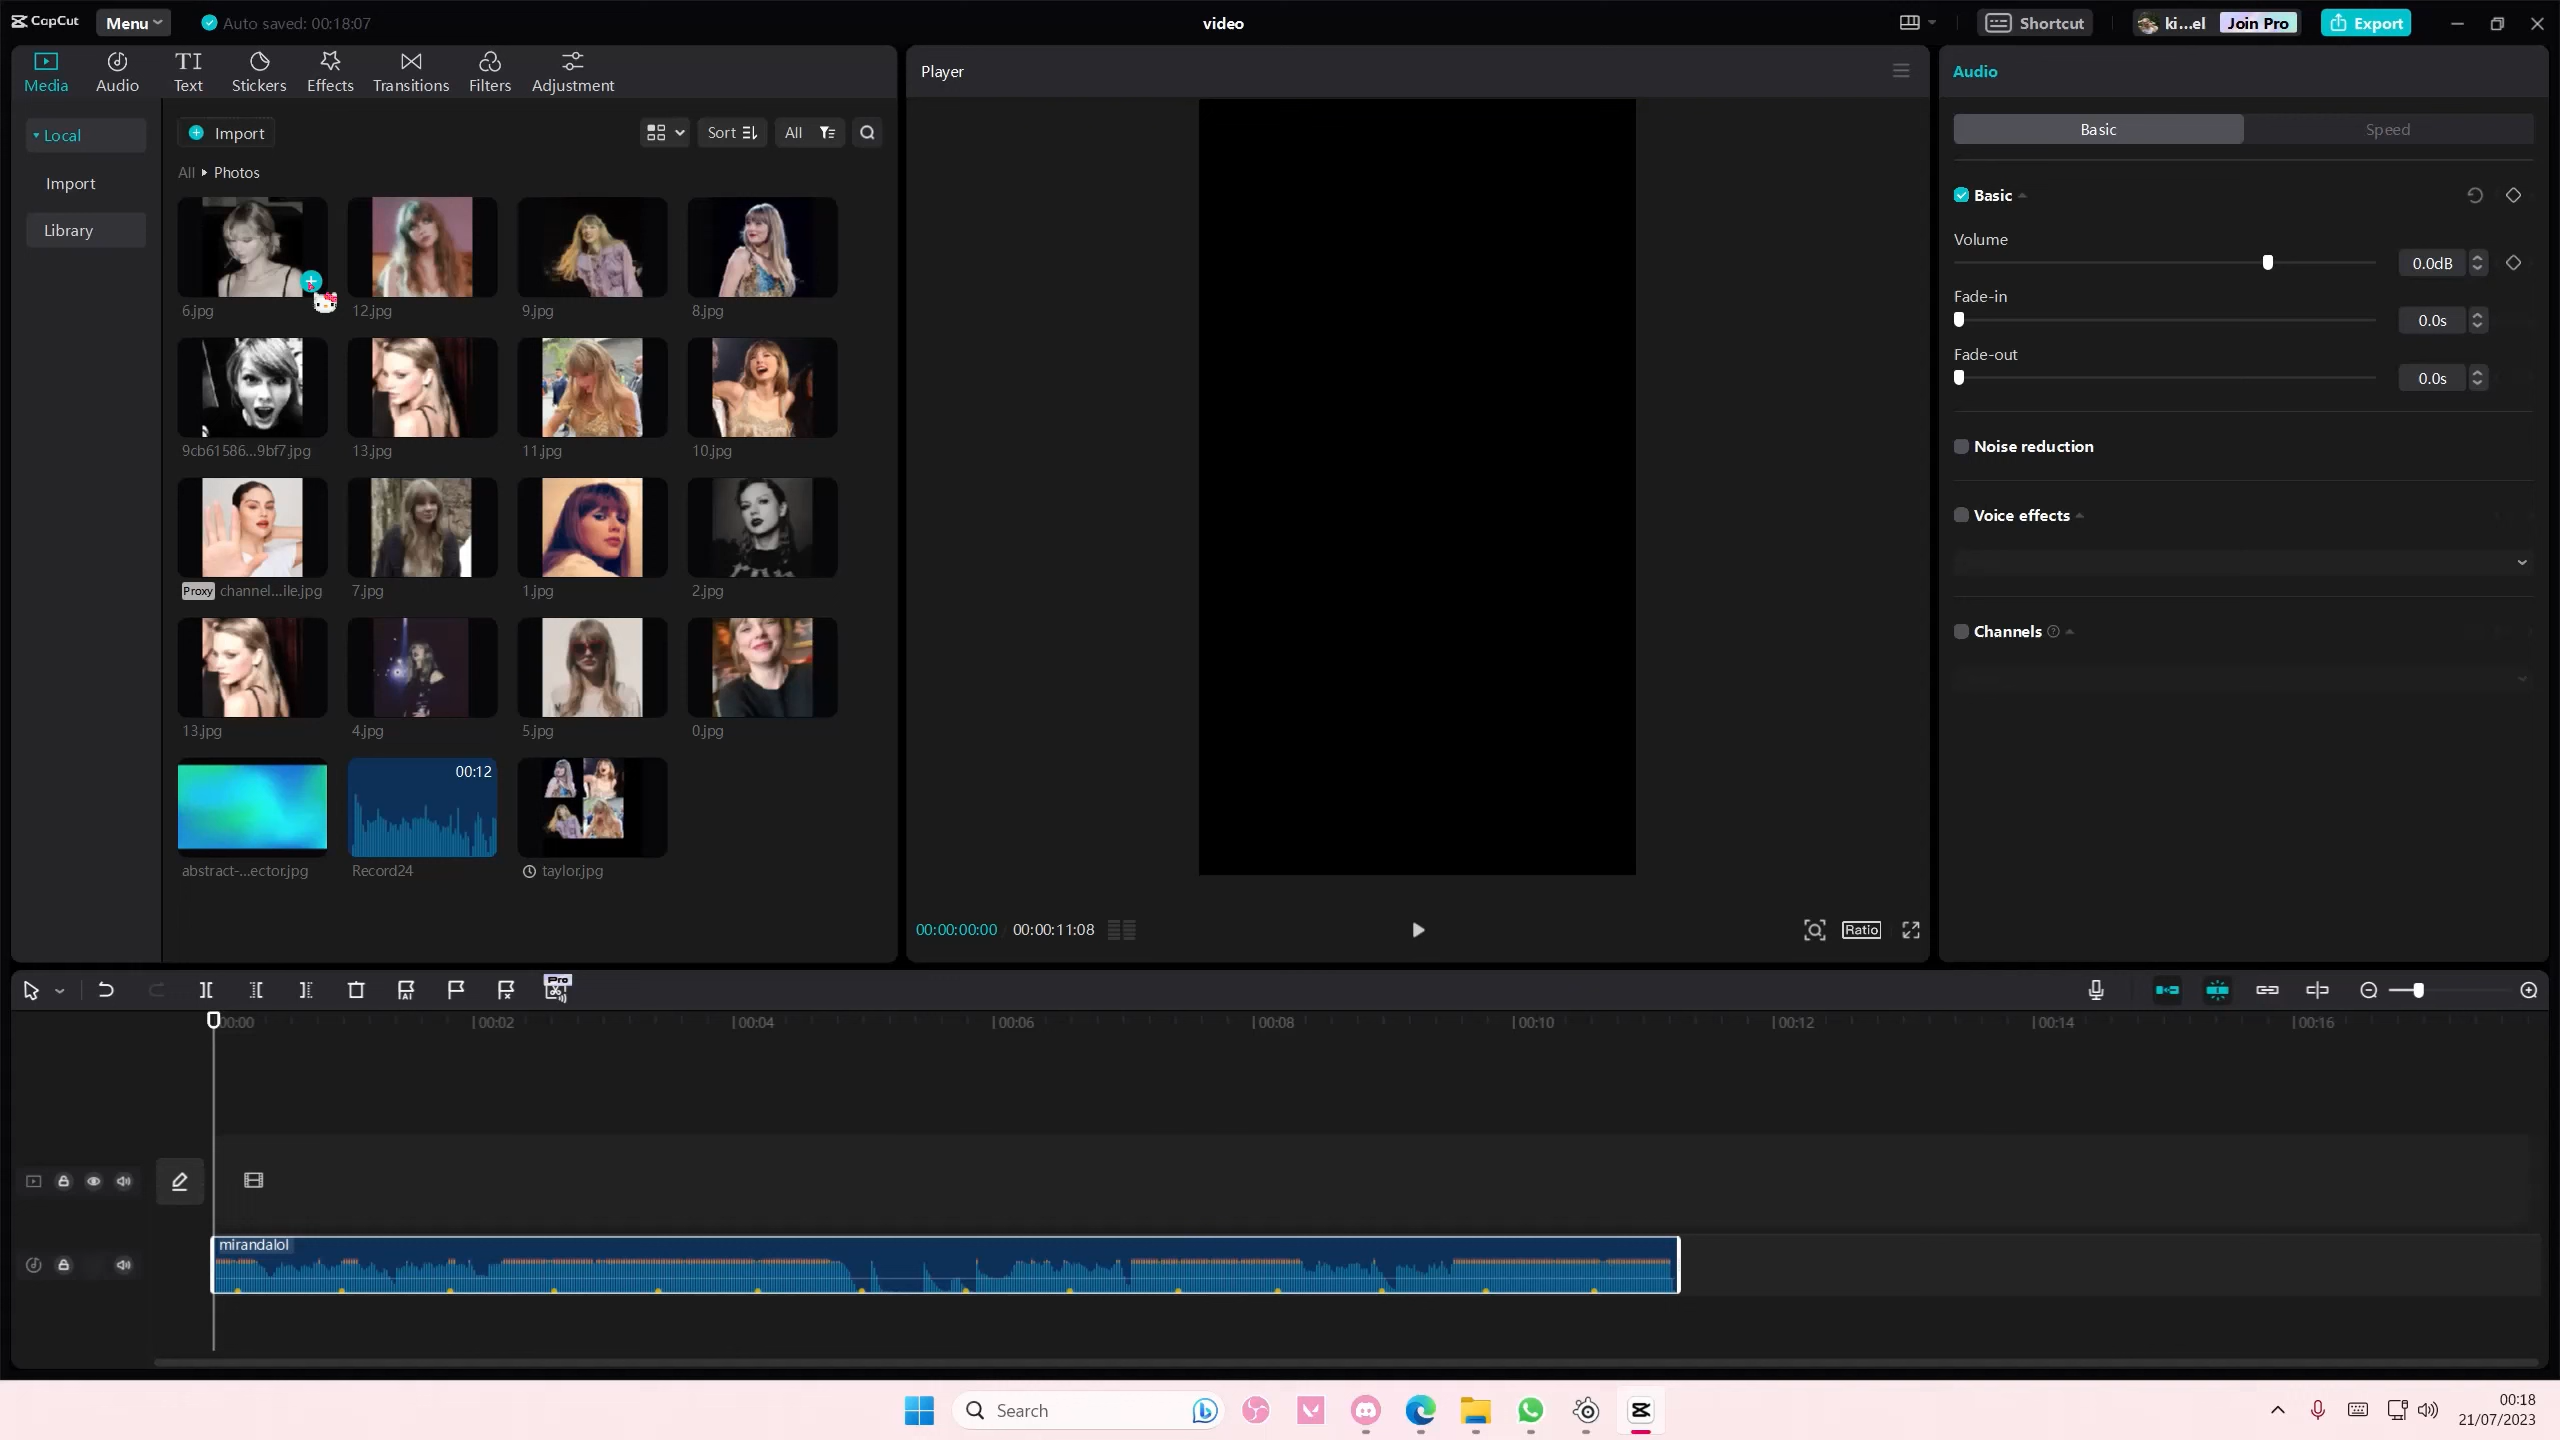 CapCut Menu Auto saved: 00:18:07 video Shortcut ki...el Join Pro Export
Media Audio Text Stickers Effects Transitions Filters Adjustment
Player
Audio
Local
Import
Library
Import Sort All
All Photos
6.jpg 12.jpg 9.jpg 8.jpg
9cb61586...9bf7.jpg 13.jpg 11.jpg 10.jpg
Proxy channel...ile.jpg 7.jpg 1.jpg 2.jpg
13.jpg 4.jpg 5.jpg 0.jpg
00:12
abstract-...ector.jpg Record24 taylor.jpg
00:00:00:00 00:00:11:08 Ratio
Basic Speed
Basic
Volume
0.0dB
Fade-in
0.0s
Fade-out
0.0s
Noise reduction
Voice effects
Channels
Pro
00:00 00:02 00:04 00:06 00:08 00:10 00:12 00:14 00:16
mirandalol
Search
00:18
21/07/2023